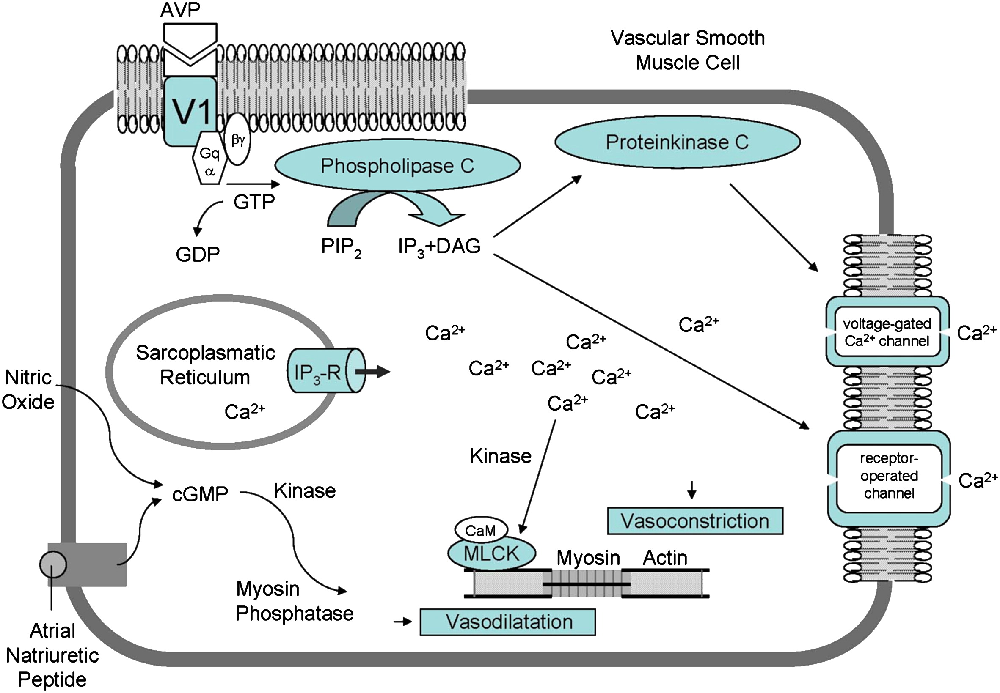 AVP
Vascular Smooth
Muscle Cell
V1
βγ
Gq
α
Phospholipase C
Proteinkinase C
GTP
GDP
PIP₂
IP₃+DAG
Sarcoplasmatic
Reticulum
Ca²⁺
IP₃-R
Ca²⁺
Ca²⁺
Ca²⁺
Ca²⁺
Ca²⁺
Ca²⁺
Ca²⁺
Ca²⁺
voltage-gated
Ca²⁺ channel
Ca²⁺
receptor-
operated
channel
Ca²⁺
Nitric
Oxide
cGMP
Kinase
Kinase
CaM
MLCK
Myosin
Actin
Vasoconstriction
Myosin
Phosphatase
Vasodilatation
Atrial
Natriuretic
Peptide